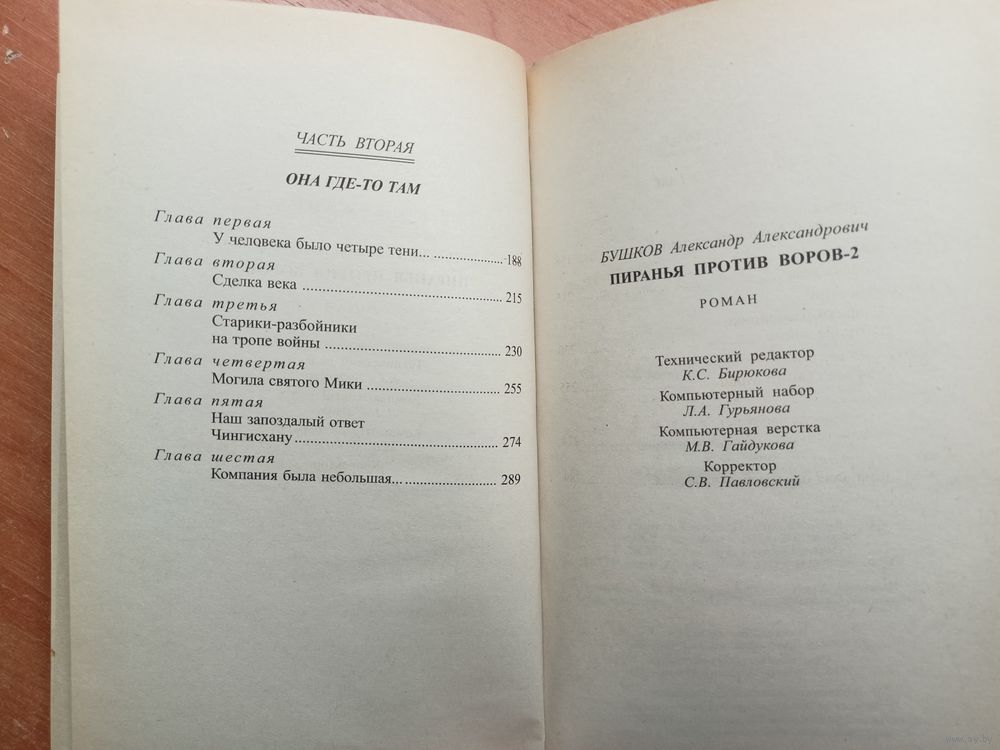 ЧАСТЬ ВТОРАЯ
ОНА ГДЕ-ТО ТАМ
Глава первая
У человека было четыре тени... 188
Глава вторая
Сделка века 215
Глава третья
Старики-разбойники
на тропе войны 230
Глава четвертая
Могила святого Мики 255
Глава пятая
Наш запоздалый ответ
Чингисхану 274
Глава шестая
Компания была небольшая... 289
БУШКОВ Александр Александрович
ПИРАНЬЯ ПРОТИВ ВОРОВ-2
РОМАН
Технический редактор
К.С. Бирюкова
Компьютерный набор
Л.А. Гурьянова
Компьютерная верстка
М.В. Гайдукова
Корректор
С.В. Павловский
www.ay.by